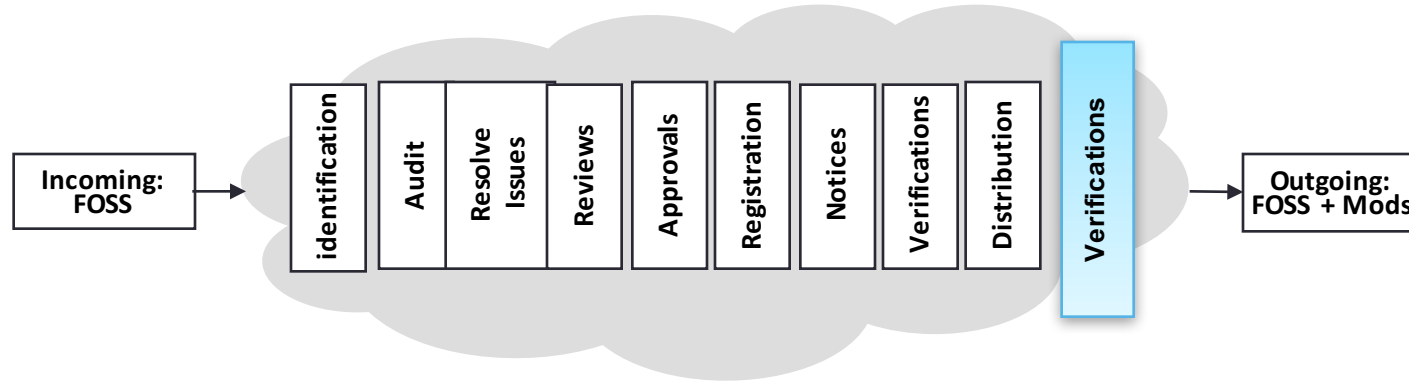 Incoming:
FOSS
identification
Audit
Resolve
Issues
Reviews
Approvals
Registration
Notices
Verifications
Distribution
Verifications
Outgoing:
FOSS + Mods